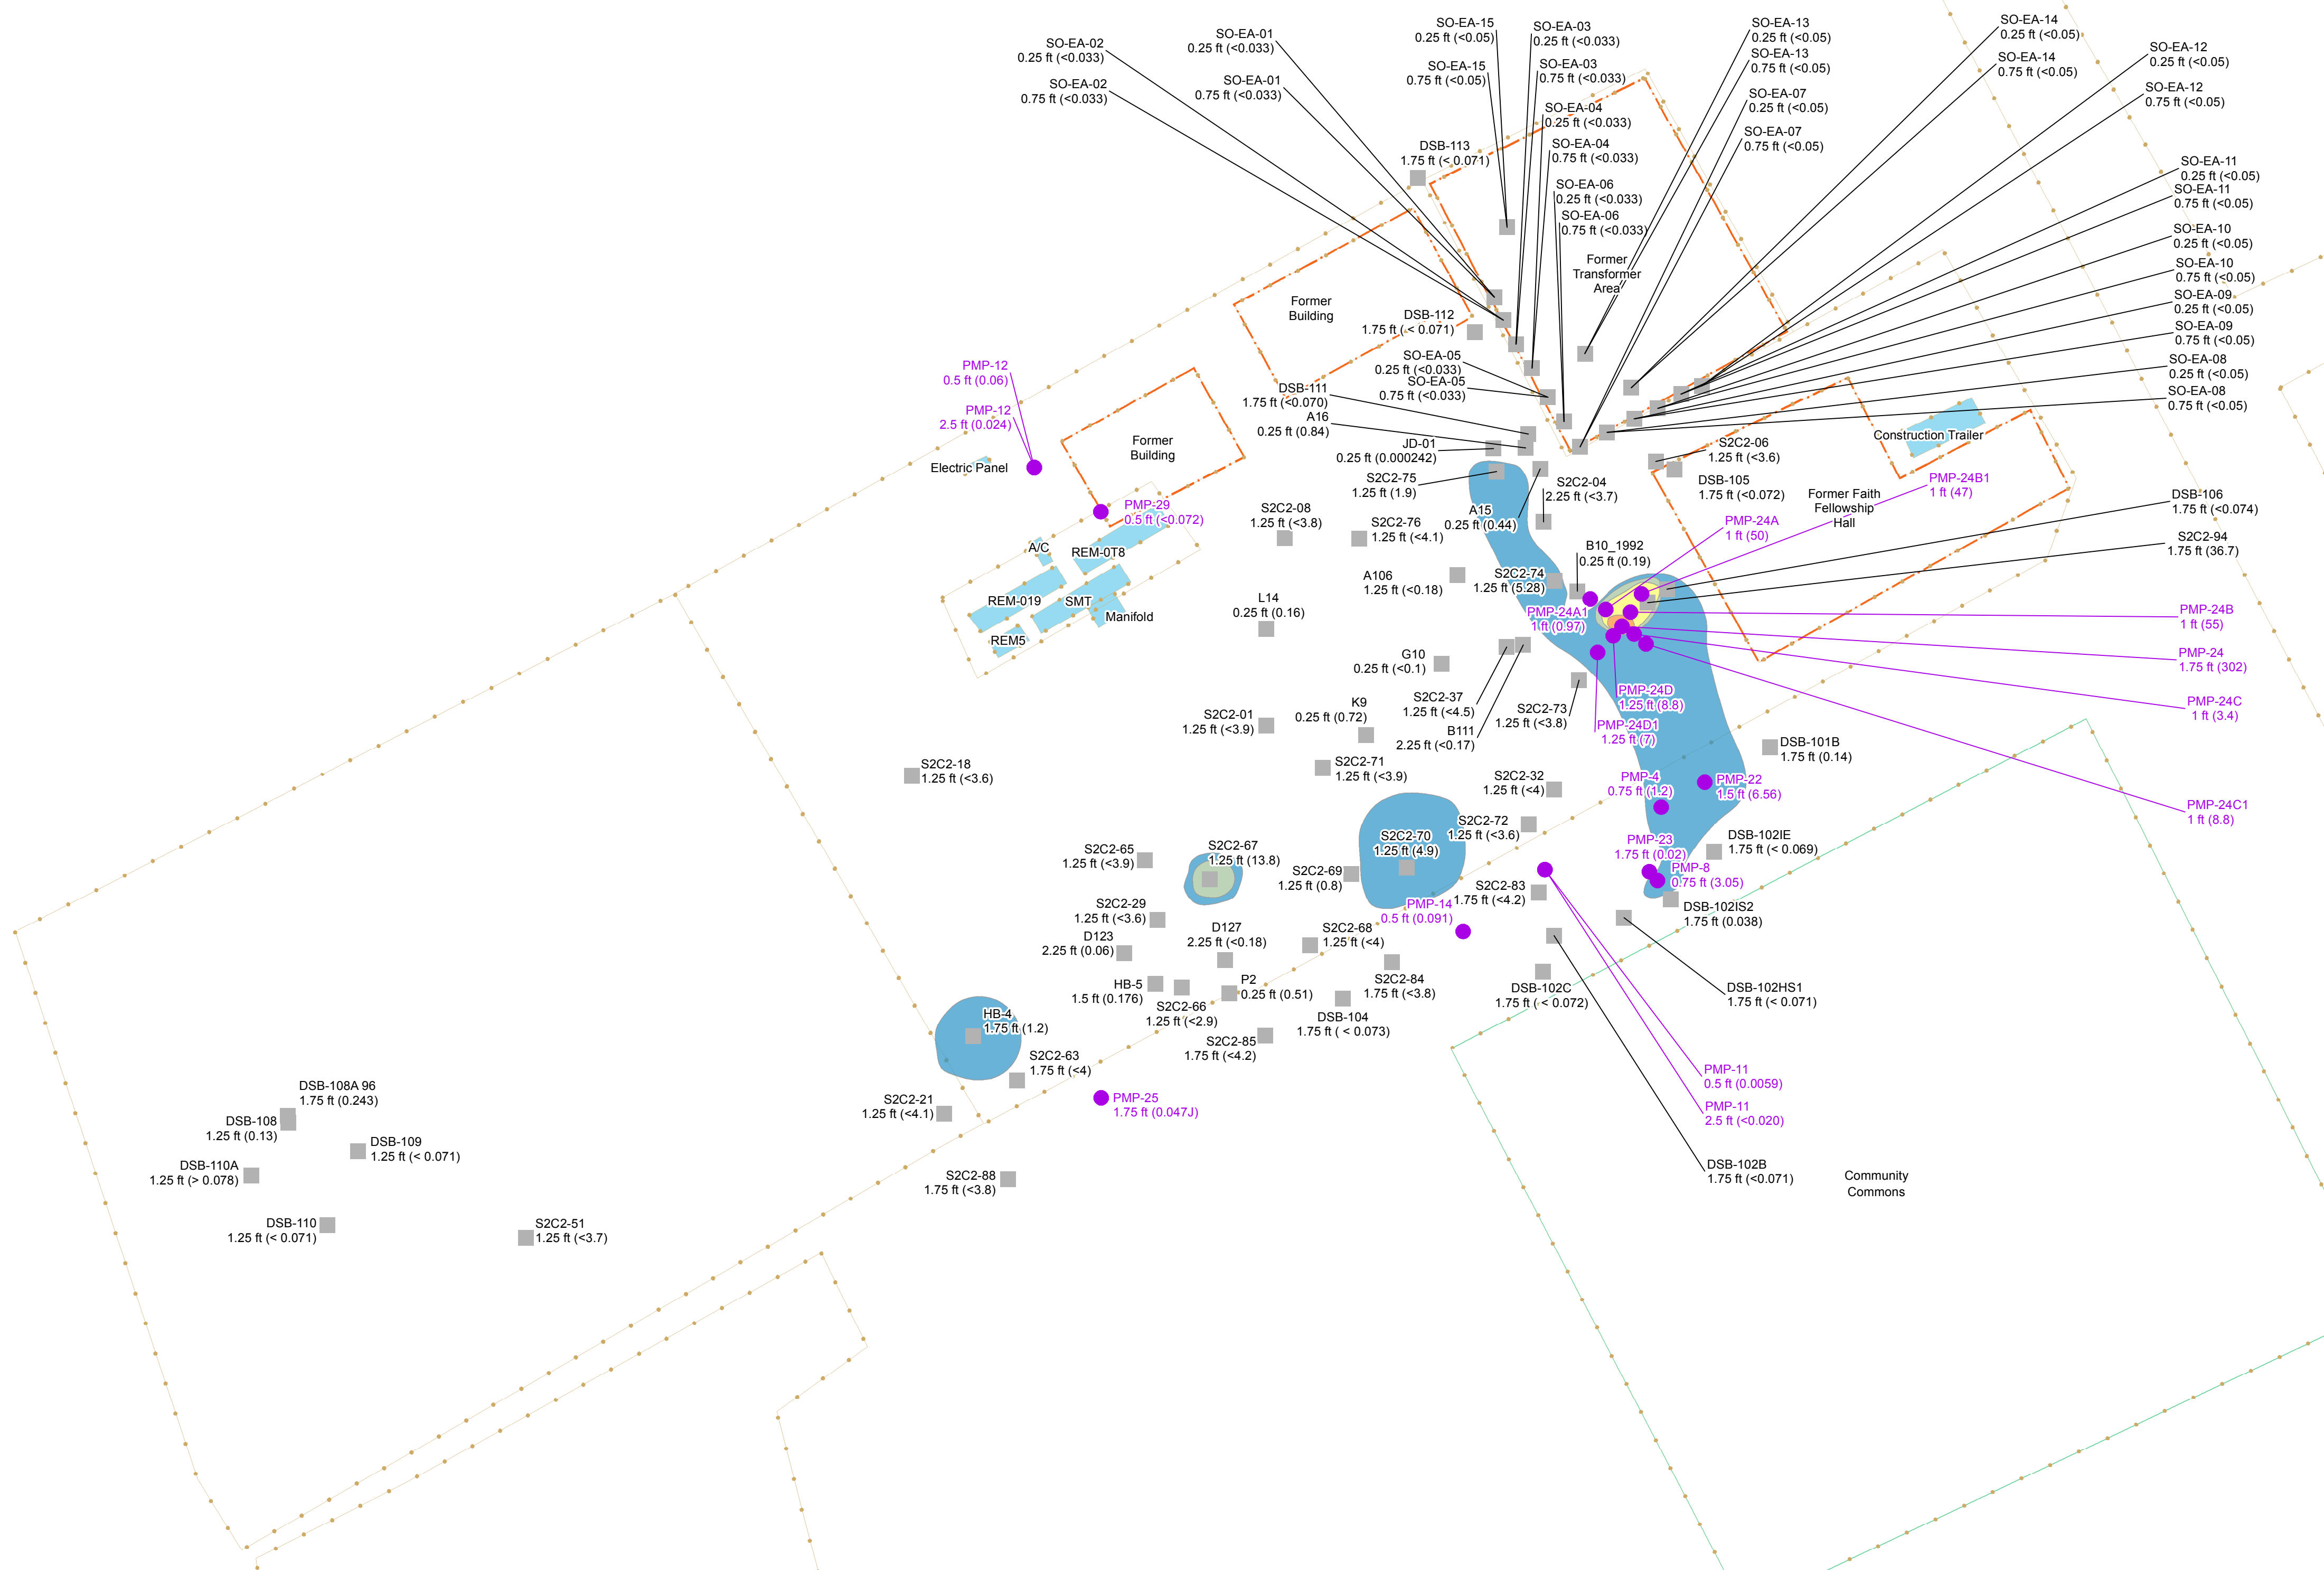 SO-EA-02
0.25 ft (<0.033)
SO-EA-02
0.75 ft (<0.033)
SO-EA-01
0.25 ft (<0.033)
SO-EA-01
0.75 ft (<0.033)
SO-EA-15
0.25 ft (<0.05)
SO-EA-15
0.75 ft (<0.05)
SO-EA-03
0.25 ft (<0.033)
SO-EA-03
0.75 ft (<0.033)
SO-EA-04
0.25 ft (<0.033)
SO-EA-04
0.75 ft (<0.033)
SO-EA-06
0.25 ft (<0.033)
SO-EA-06
0.75 ft (<0.033)
SO-EA-13
0.25 ft (<0.05)
SO-EA-13
0.75 ft (<0.05)
SO-EA-07
0.25 ft (<0.05)
SO-EA-07
0.75 ft (<0.05)
SO-EA-14
0.25 ft (<0.05)
SO-EA-14
0.75 ft (<0.05)
SO-EA-12
0.25 ft (<0.05)
SO-EA-12
0.75 ft (<0.05)
SO-EA-11
0.25 ft (<0.05)
SO-EA-11
0.75 ft (<0.05)
SO-EA-10
0.25 ft (<0.05)
SO-EA-10
0.75 ft (<0.05)
SO-EA-09
0.25 ft (<0.05)
SO-EA-09
0.75 ft (<0.05)
SO-EA-08
0.25 ft (<0.05)
SO-EA-08
0.75 ft (<0.05)
DSB-113
1.75 ft (< 0.071)
Former
Transformer
Area
Former
Building
DSB-112
1.75 ft (< 0.071)
SO-EA-05
0.25 ft (<0.033)
SO-EA-05
0.75 ft (<0.033)
DSB-111
1.75 ft (<0.070)
A16
0.25 ft (0.84)
JD-01
0.25 ft (0.000242)
S2C2-75
1.25 ft (1.9)
PMP-12
0.5 ft (0.06)
PMP-12
2.5 ft (0.024)
Electric Panel
Former
Building
PMP-29
0.5 ft (<0.072)
A/C
REM-0T8
REM-019
SMT
Manifold
REM5
S2C2-06
1.25 ft (<3.6)
Construction Trailer
DSB-105
1.75 ft (<0.072)
Former Faith
Fellowship
Hall
PMP-24B1
1 ft (47)
S2C2-04
2.25 ft (<3.7)
A15
0.25 ft (0.44)
PMP-24A
1 ft (50)
DSB-106
1.75 ft (<0.074)
S2C2-94
1.75 ft (36.7)
S2C2-08
1.25 ft (<3.8)
S2C2-76
1.25 ft (<4.1)
B10_1992
0.25 ft (0.19)
A106
1.25 ft (<0.18)
S2C2-74
1.25 ft (5.28)
L14
0.25 ft (0.16)
PMP-24A1
1 ft (0.97)
PMP-24B
1 ft (55)
PMP-24
1.75 ft (302)
G10
0.25 ft (<0.1)
PMP-24D
1.25 ft (8.8)
PMP-24C
1 ft (3.4)
S2C2-37
1.25 ft (<4.5)
S2C2-73
1.25 ft (<3.8)
PMP-24D1
1.25 ft (7)
K9
0.25 ft (0.72)
B111
2.25 ft (<0.17)
S2C2-01
1.25 ft (<3.9)
DSB-101B
1.75 ft (0.14)
S2C2-18
1.25 ft (<3.6)
S2C2-71
1.25 ft (<3.9)
S2C2-32
1.25 ft (<4)
PMP-4
0.75 ft (1.2)
PMP-22
1.5 ft (6.56)
PMP-24C1
1 ft (8.8)
S2C2-72
1.25 ft (<3.6)
S2C2-70
1.25 ft (4.9)
S2C2-65
1.25 ft (<3.9)
S2C2-67
1.25 ft (13.8)
S2C2-69
1.25 ft (0.8)
PMP-23
1.75 ft (0.02)
DSB-102IE
1.75 ft (< 0.069)
PMP-8
0.75 ft (3.05)
S2C2-83
1.75 ft (<4.2)
PMP-14
0.5 ft (0.091)
DSB-102IS2
1.75 ft (0.038)
S2C2-29
1.25 ft (<3.6)
D123
2.25 ft (0.06)
D127
2.25 ft (<0.18)
S2C2-68
1.25 ft (<4)
HB-5
1.5 ft (0.176)
P2
0.25 ft (0.51)
S2C2-66
1.25 ft (<2.9)
S2C2-84
1.75 ft (<3.8)
DSB-102C
1.75 ft (< 0.072)
DSB-102HS1
1.75 ft (< 0.071)
HB-4
1.75 ft (1.2)
DSB-104
1.75 ft ( < 0.073)
S2C2-85
1.75 ft (<4.2)
S2C2-63
1.75 ft (<4)
PMP-11
0.5 ft (0.0059)
PMP-11
2.5 ft (<0.020)
DSB-108A 96
1.75 ft (0.243)
S2C2-21
1.25 ft (<4.1)
PMP-25
1.75 ft (0.047J)
DSB-108
1.25 ft (0.13)
DSB-109
1.25 ft (< 0.071)
DSB-110A
1.25 ft (> 0.078)
DSB-102B
1.75 ft (<0.071)
Community
Commons
S2C2-88
1.75 ft (<3.8)
DSB-110
1.25 ft (< 0.071)
S2C2-51
1.25 ft (<3.7)